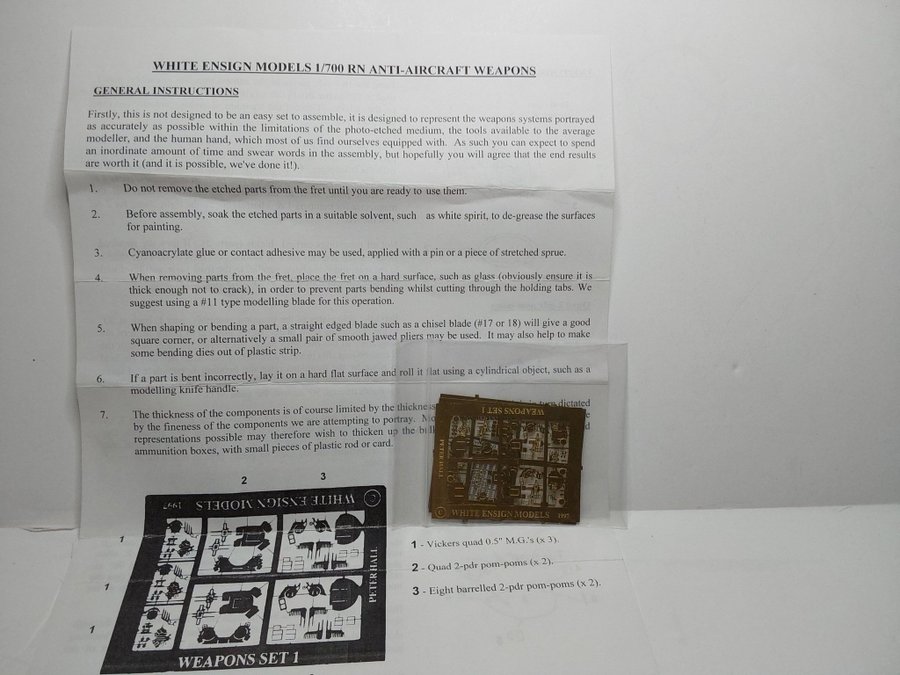 WHITE ENSIGN MODELS 1/700 RN ANTI-AIRCRAFT WEAPONS
GENERAL INSTRUCTIONS
Firstly, this is not designed to be an easy set to assemble, it is designed to represent the weapons systems portrayed
as accurately as possible within the limitations of the photo-etched medium, the tools available to the average
modeller, and the human hand, which most of us find ourselves equipped with. As such you can expect to spend
an inordinate amount of time and swear words in the assembly, but hopefully you will agree that the end results
are worth it (and it is possible, we've done it!).
1. Do not remove the etched parts from the fret until you are ready to use them.
2. Before assembly, soak the etched parts in a suitable solvent, such as white spirit, to de-grease the surfaces
for painting.
3. Cyanoacrylate glue or contact adhesive may be used, applied with a pin or a piece of stretched sprue.
4. When removing parts from the fret, place the fret on a hard surface, such as glass (obviously ensure it is
thick enough not to crack), in order to prevent parts bending whilst cutting through the holding tabs. We
suggest using a #11 type modelling blade for this operation.
5. When shaping or bending a part, a straight edged blade such as a chisel blade (#17 or 18) will give a good
square corner, or alternatively a small pair of smooth jawed pliers may be used. It may also help to make
some bending dies out of plastic strip.
6. If a part is bent incorrectly, lay it on a hard flat surface and roll it flat using a cylindrical object, such as a
modelling knife handle.
7. The thickness of the components is of course limited by the thickness in turn dictated
by the fineness of the components we are attempting to portray.
representations possible may therefore wish to thicken up the
ammunition boxes, with small pieces of plastic rod or card.
WEAPONS SET 1
PETER HALL
© WHITE ENSIGN MODELS 1997
2 3
© WHITE ENSIGN MODELS 1997
1
1
1
PETER HALL
WEAPONS SET 1
1 - Vickers quad 0.5" M.G.'s (x 3).
2 - Quad 2-pdr pom-poms (x 2).
3 - Eight barrelled 2-pdr pom-poms (x 2).